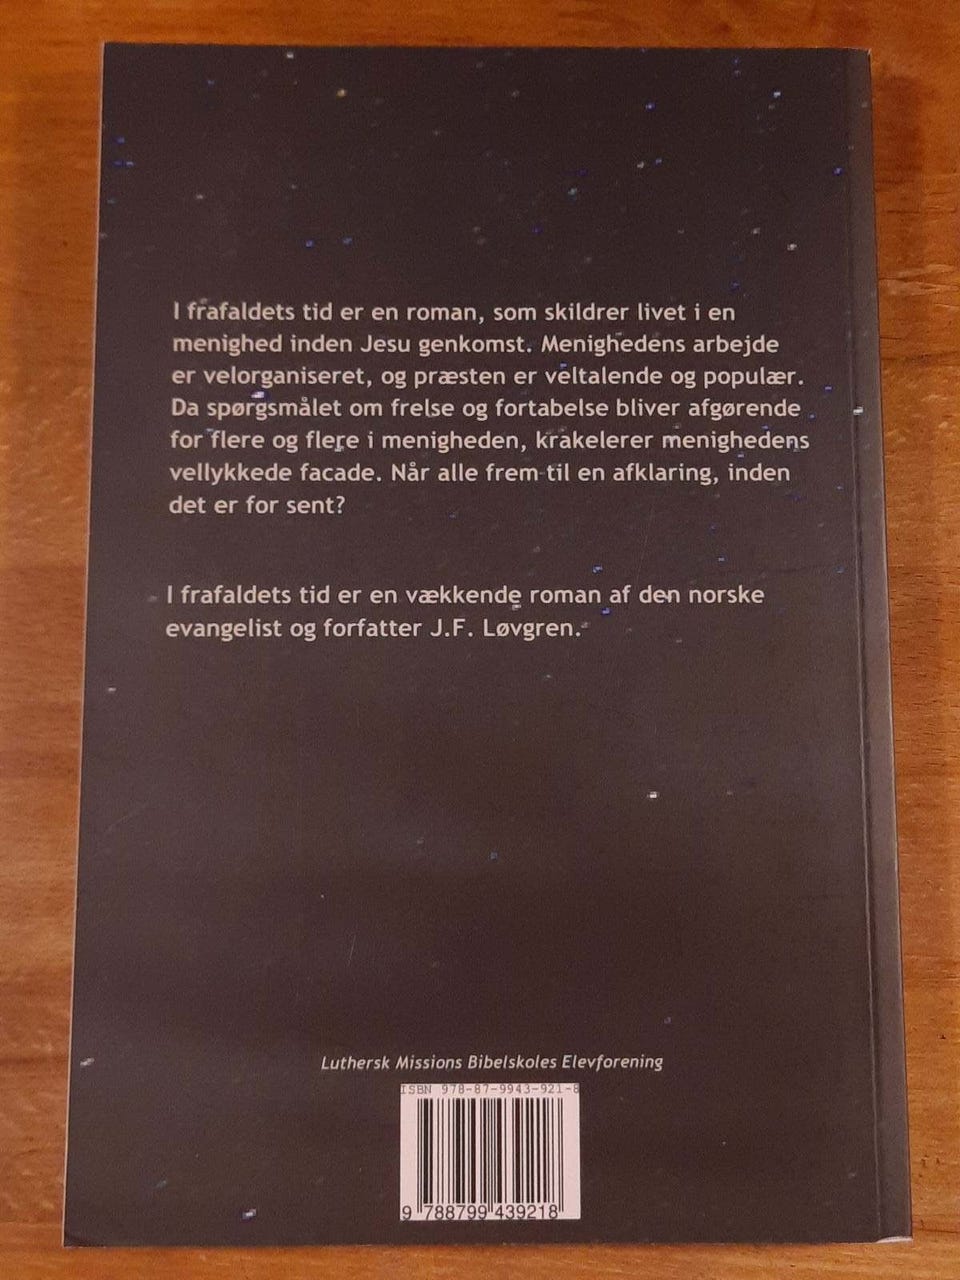 I frafaldets tid er en roman, som skildrer livet i en
menighed inden Jesu genkomst. Menighedens arbejde
er velorganiseret, og præsten er veltalende og populær.
Da spørgsmålet om frelse og fortabelse bliver afgørende
for flere og flere i menigheden, krakelerer menighedens
vellykkede facade. Når alle frem til en afklaring, inden
det er for sent?
I frafaldets tid er en vækkende roman af den norske
evangelist og forfatter J.F. Løvgren.
Luthersk Missions Bibelskoles Elevforening
ISBN 978-87-9943-921-8
9 788799 439218